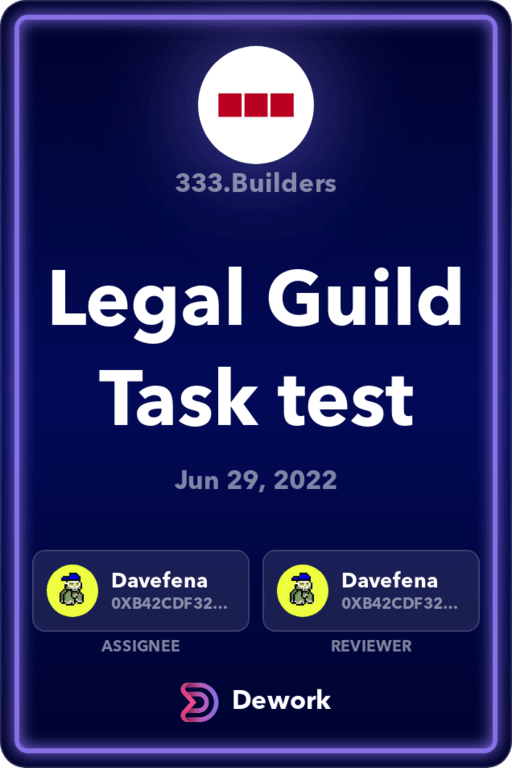 333.Builders
Legal Guild
Task test
Jun 29, 2022
Davefena
0XB42CDF32...
ASSIGNEE
Davefena
0XB42CDF32...
REVIEWER
Dework